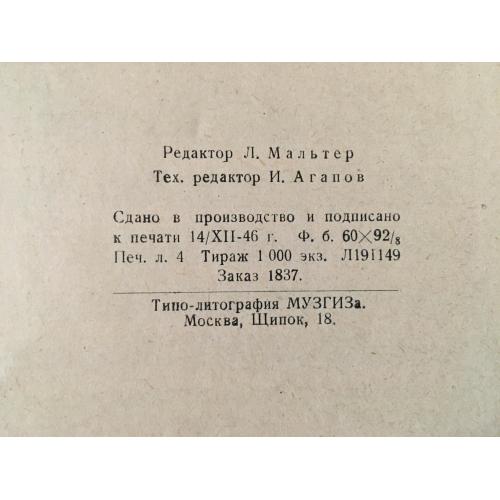 Редактор Л. Мальтер
Тех. редактор И. Агапов
Сдано в производство и подписано
к печати 14/XII-46 г. Ф. б. 60×92/8
Печ. л. 4 Тираж 1 000 экз. Л191149
Заказ 1837.
Типо-литография МУЗГИЗа.
Москва, Щипок, 18.